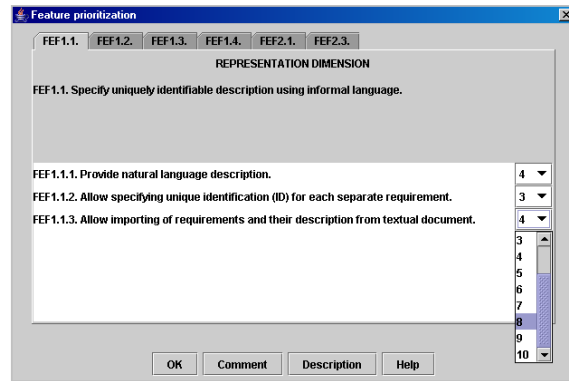 Feature prioritization
FEF1.1. FEF1.2. FEF1.3. FEF1.4. FEF2.1. FEF2.3.
REPRESENTATION DIMENSION
FEF1.1. Specify uniquely identifiable description using informal language.
FEF1.1.1. Provide natural language description. 4
FEF1.1.2. Allow specifying unique identification (ID) for each separate requirement. 3
FEF1.1.3. Allow importing of requirements and their description from textual document. 4
3
4
5
6
7
8
9
10
OK Comment Description Help